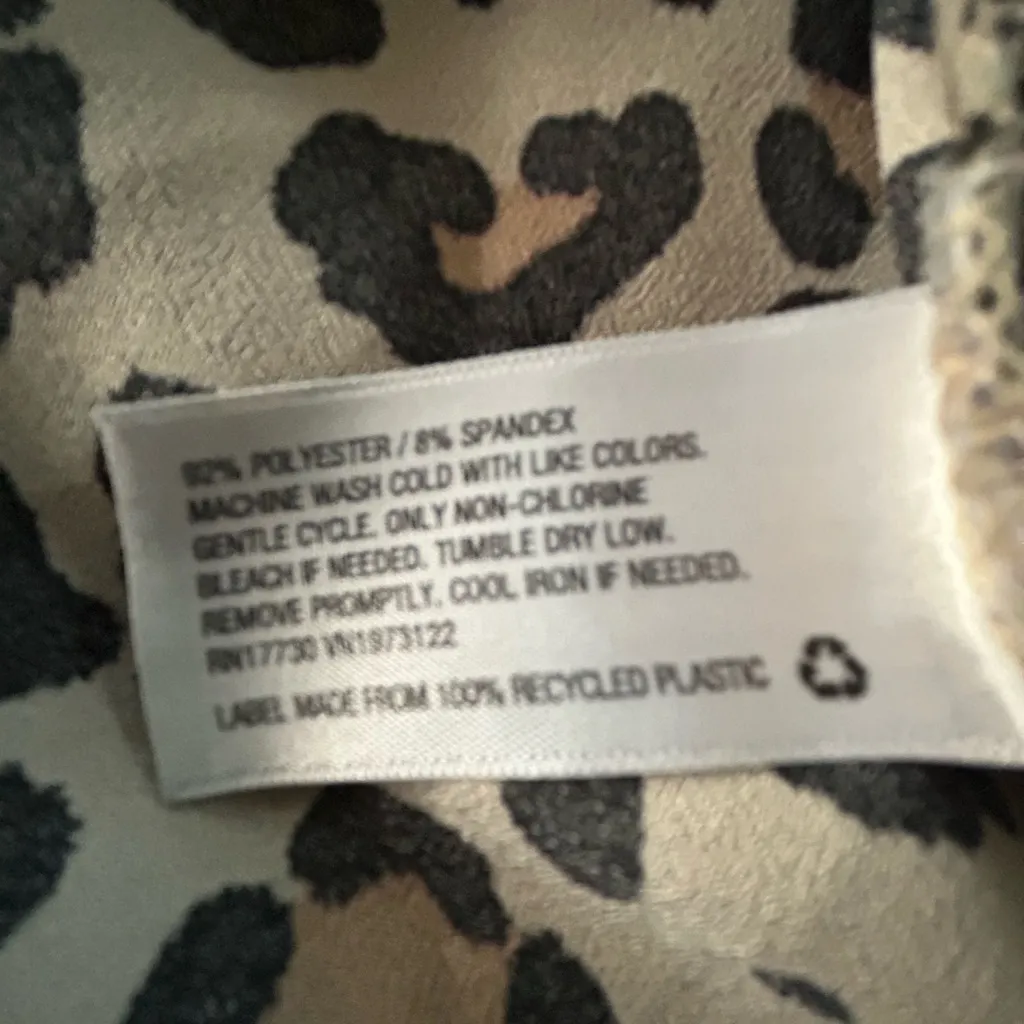 92% POLYESTER / 8% SPANDEX
MACHINE WASH COLD WITH LIKE COLORS.
GENTLE CYCLE. ONLY NON-CHLORINE
BLEACH IF NEEDED. TUMBLE DRY LOW.
REMOVE PROMPTLY. COOL IRON IF NEEDED.
RN17730 VN1973122
LABEL MADE FROM 100% RECYCLED PLASTIC